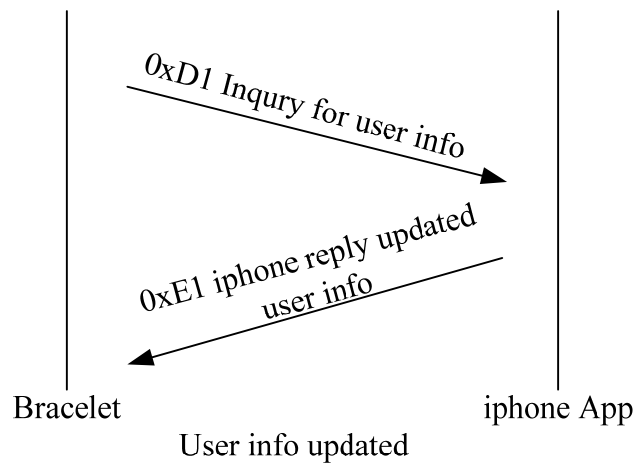 0xD1 Inqury for user info
0xE1 iphone reply updated
user info
Bracelet
iphone App
User info updated